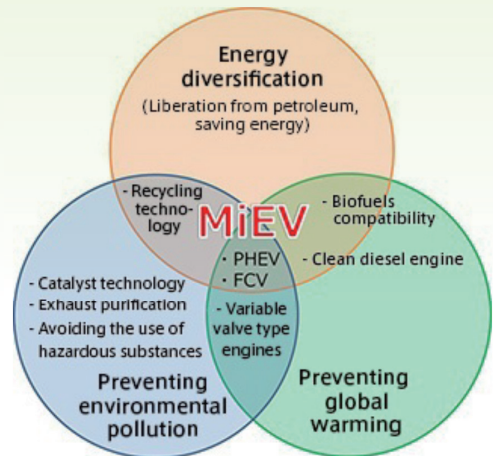 Energy
diversification
(Liberation from petroleum,
saving energy)
- Recycling
techno-
logy
MiEV
- Biofuels
compatibility
· PHEV
· FCV
- Clean diesel engine
- Catalyst technology
- Exhaust purification
- Avoiding the use of
hazardous substances
- Variable
valve type
engines
Preventing
environmental
pollution
Preventing
global
warming